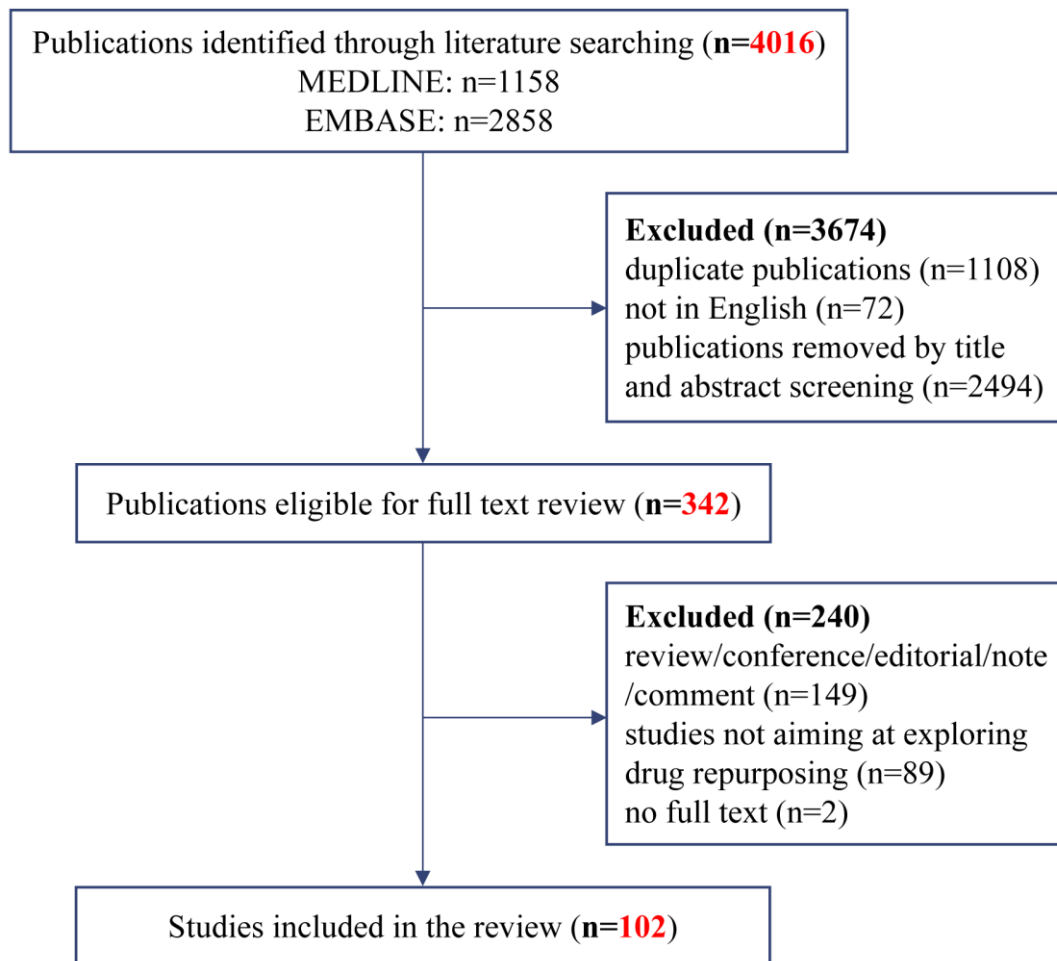 Publications identified through literature searching (n=4016)
MEDLINE: n=1158
EMBASE: n=2858
Excluded (n=3674)
duplicate publications (n=1108)
not in English (n=72)
publications removed by title
and abstract screening (n=2494)
Publications eligible for full text review (n=342)
Excluded (n=240)
review/conference/editorial/note
/comment (n=149)
studies not aiming at exploring
drug repurposing (n=89)
no full text (n=2)
Studies included in the review (n=102)